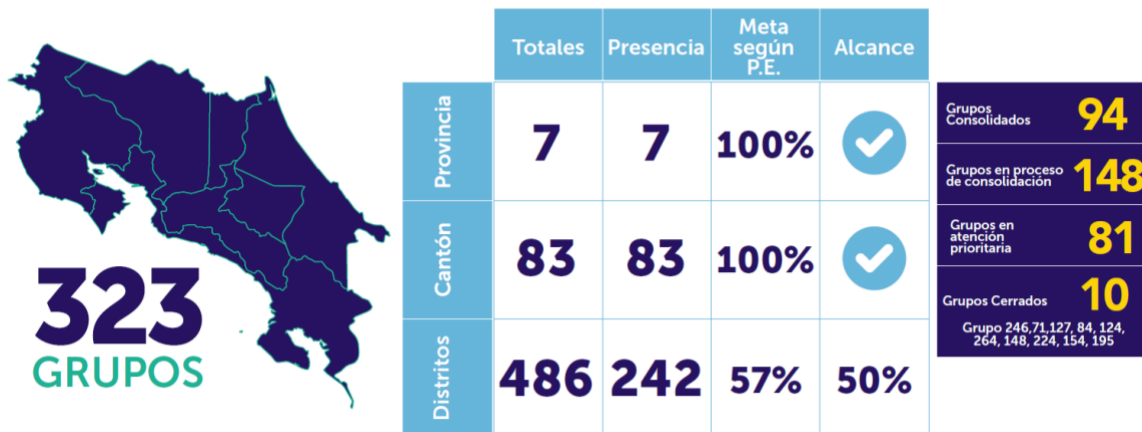 323
GRUPOS
Totales
Presencia
Meta
según
P.E.
Alcance
Provincia
7
7
100%
Cantón
83
83
100%
Distritos
486
242
57%
50%
Grupos
Consolidados
94
Grupos en proceso
de consolidación
148
Grupos en
atención
prioritaria
81
Grupos Cerrados
10
Grupo 246,71,127, 84, 124,
264, 148, 224, 154, 195